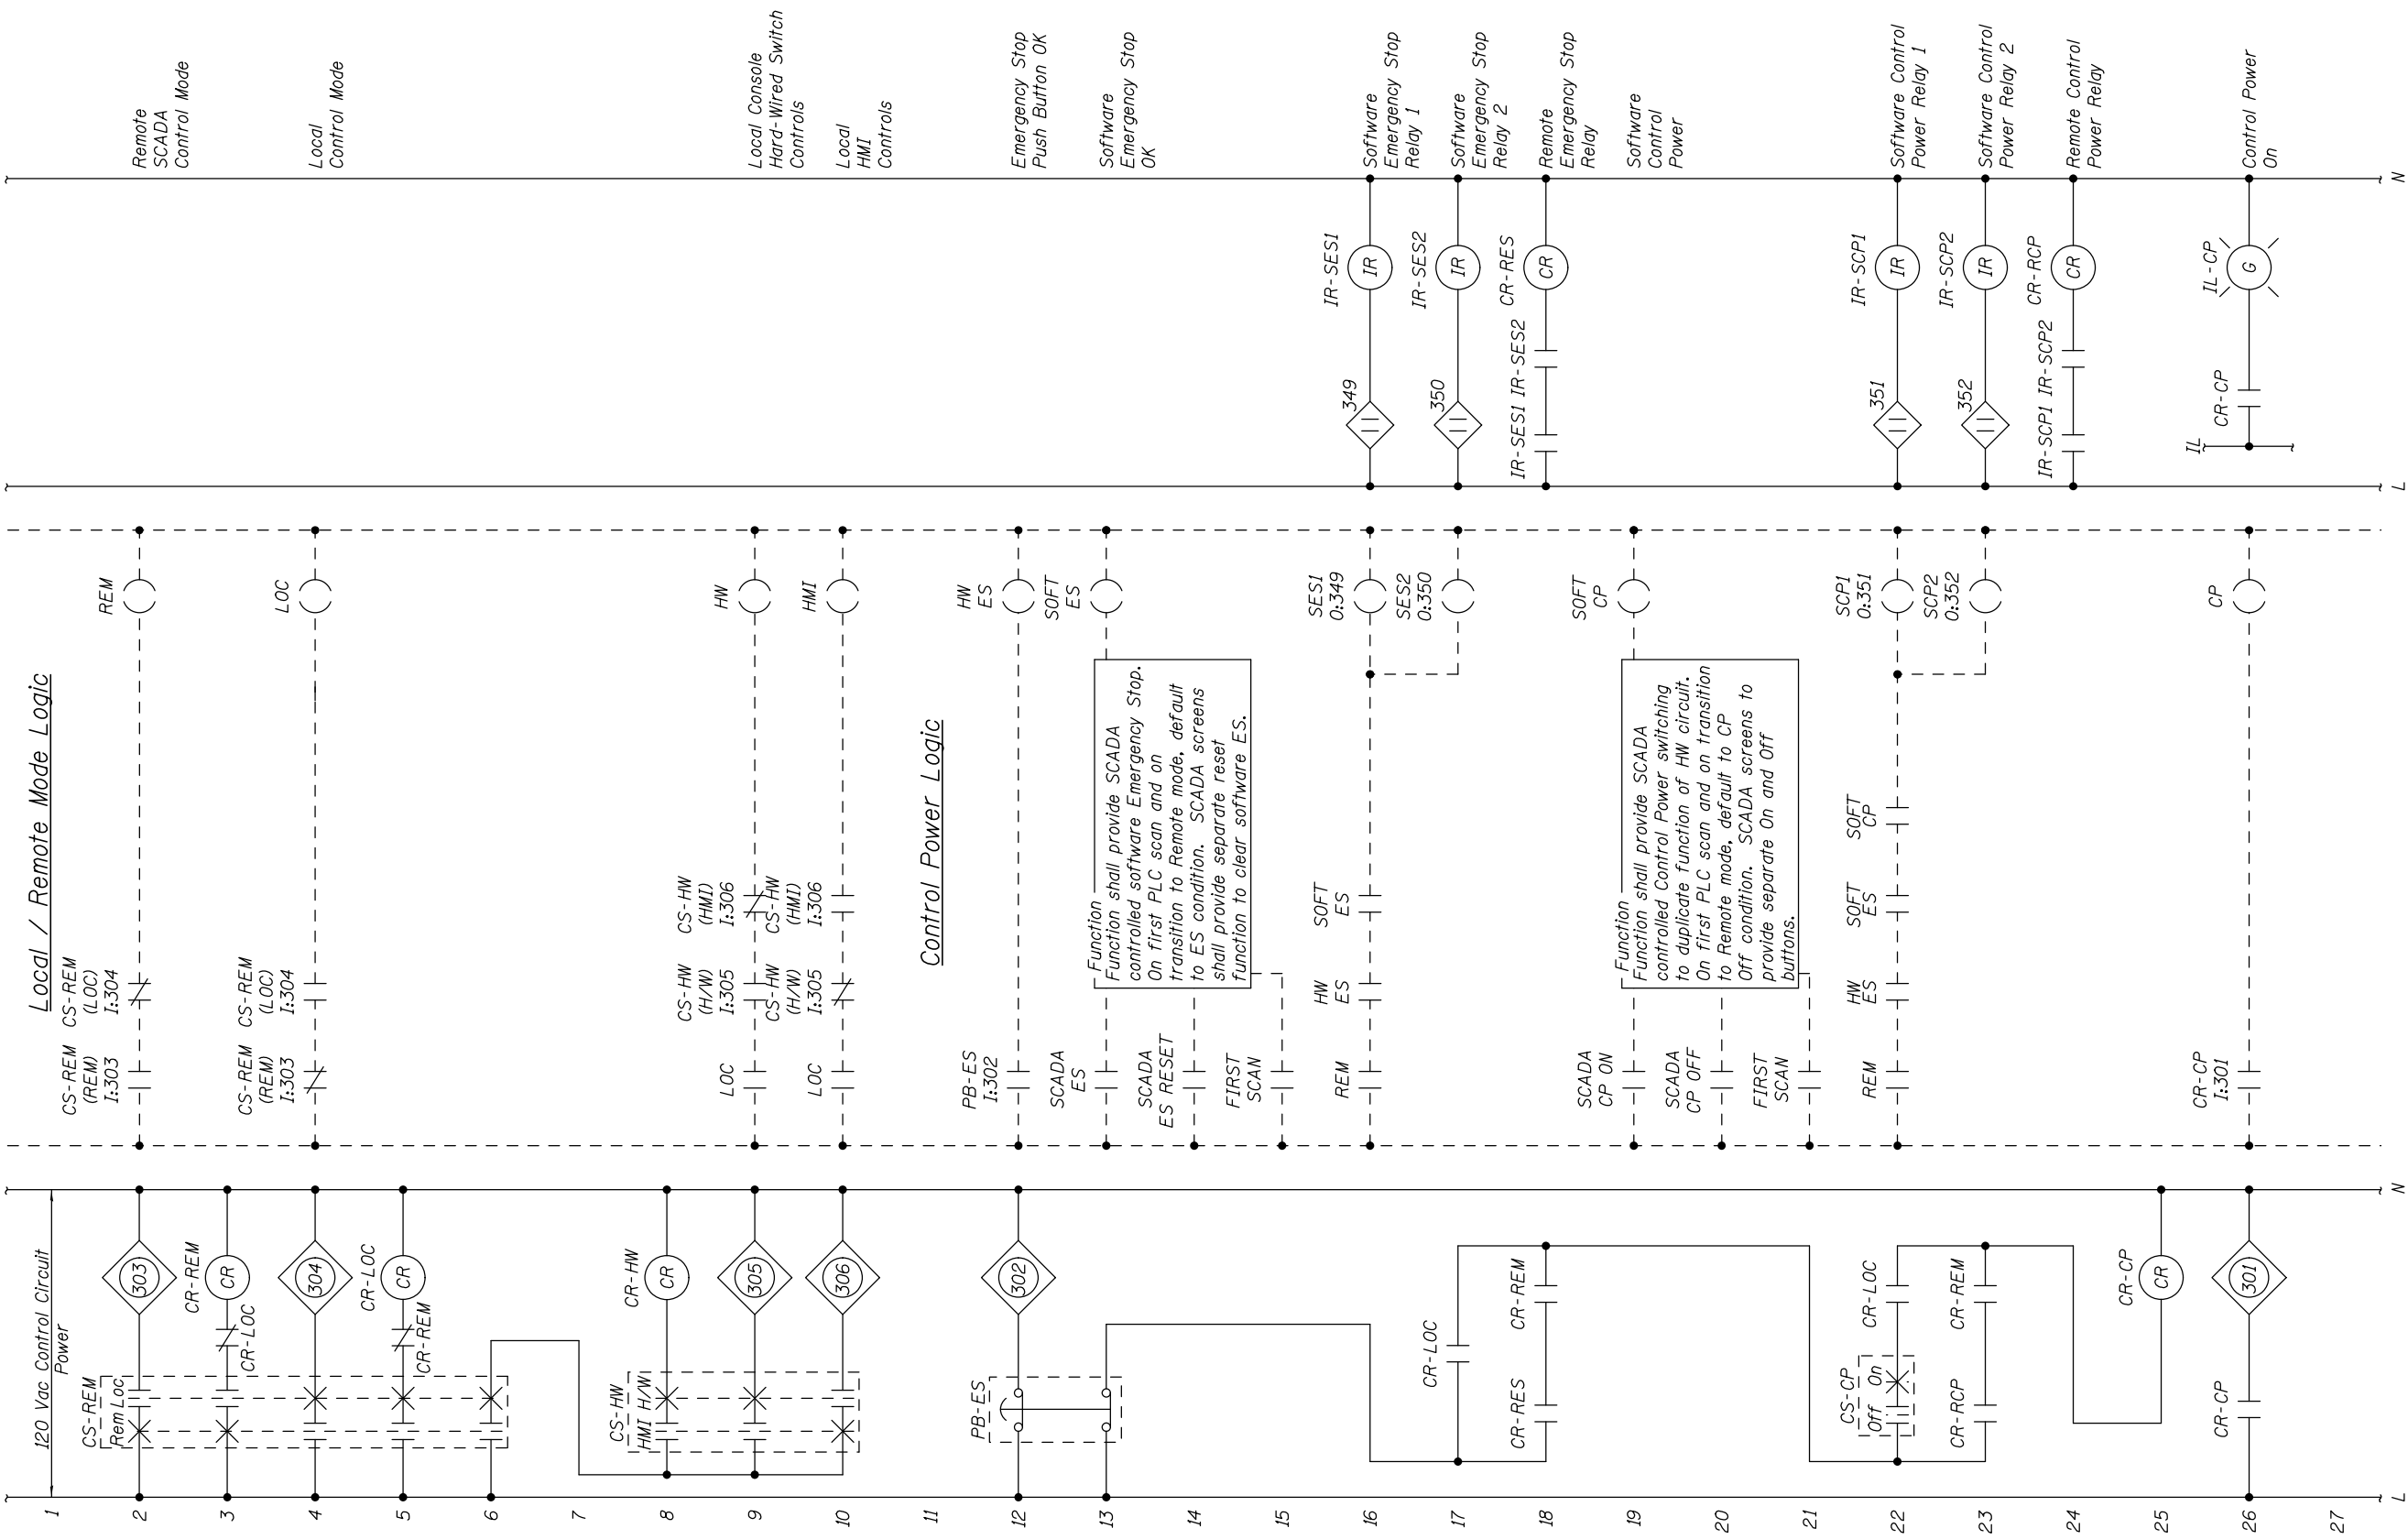 1
120 Vac Control Circuit
Power
Local / Remote Mode Logic
2
CS-REM
Rem Loc
303
CS-REM
(REM)
I:303
CS-REM
(LOC)
I:304
REM
Remote
SCADA
Control Mode
3
CR-LOC
CR-REM
CR
4
304
CS-REM
(REM)
I:303
CS-REM
(LOC)
I:304
LOC
Local
Control Mode
5
CR-REM
CR-LOC
CR
6
7
8
CS-HW
HMI H/W
CR-HW
CR
9
305
LOC
CS-HW
(H/W)
I:305
CS-HW
(HMI)
I:306
HW
Local Console
Hard-Wired Switch
Controls
10
306
LOC
CS-HW
(H/W)
I:305
CS-HW
(HMI)
I:306
HMI
Local
HMI
Controls
11
Control Power Logic
12
PB-ES
302
PB-ES
I:302
HW
ES
Emergency Stop
Push Button OK
13
SCADA
ES
Function
Function shall provide SCADA
controlled software Emergency Stop.
On first PLC scan and on
transition to Remote mode, default
to ES condition. SCADA screens
shall provide separate reset
function to clear software ES.
SOFT
ES
Software
Emergency Stop
OK
14
SCADA
ES RESET
15
FIRST
SCAN
16
REM
HW
ES
SOFT
ES
SES1
O:349
349
IR-SES1
IR
Software
Emergency Stop
Relay 1
17
CR-LOC
SES2
O:350
350
IR-SES2
IR
Software
Emergency Stop
Relay 2
18
CR-RES
CR-REM
IR-SES1
IR-SES2
CR-RES
CR
Remote
Emergency Stop
Relay
19
SCADA
CP ON
Function
Function shall provide SCADA
controlled Control Power switching
to duplicate function of HW circuit.
On first PLC scan and on transition
to Remote mode, default to CP
Off condition. SCADA screens to
provide separate On and Off
buttons.
SOFT
CP
Software
Control
Power
20
SCADA
CP OFF
21
FIRST
SCAN
22
CS-CP
Off On
CR-LOC
REM
HW
ES
SOFT
ES
SOFT
CP
SCP1
O:351
351
IR-SCP1
IR
Software Control
Power Relay 1
23
CR-RCP
CR-REM
SCP2
O:352
352
IR-SCP2
IR
Software Control
Power Relay 2
24
IR-SCP1
IR-SCP2
CR-RCP
CR
Remote Control
Power Relay
25
CR-CP
CR
26
CR-CP
301
CR-CP
I:301
CP
IL
CR-CP
IL-CP
G
Control Power
On
27
L
N
L
N